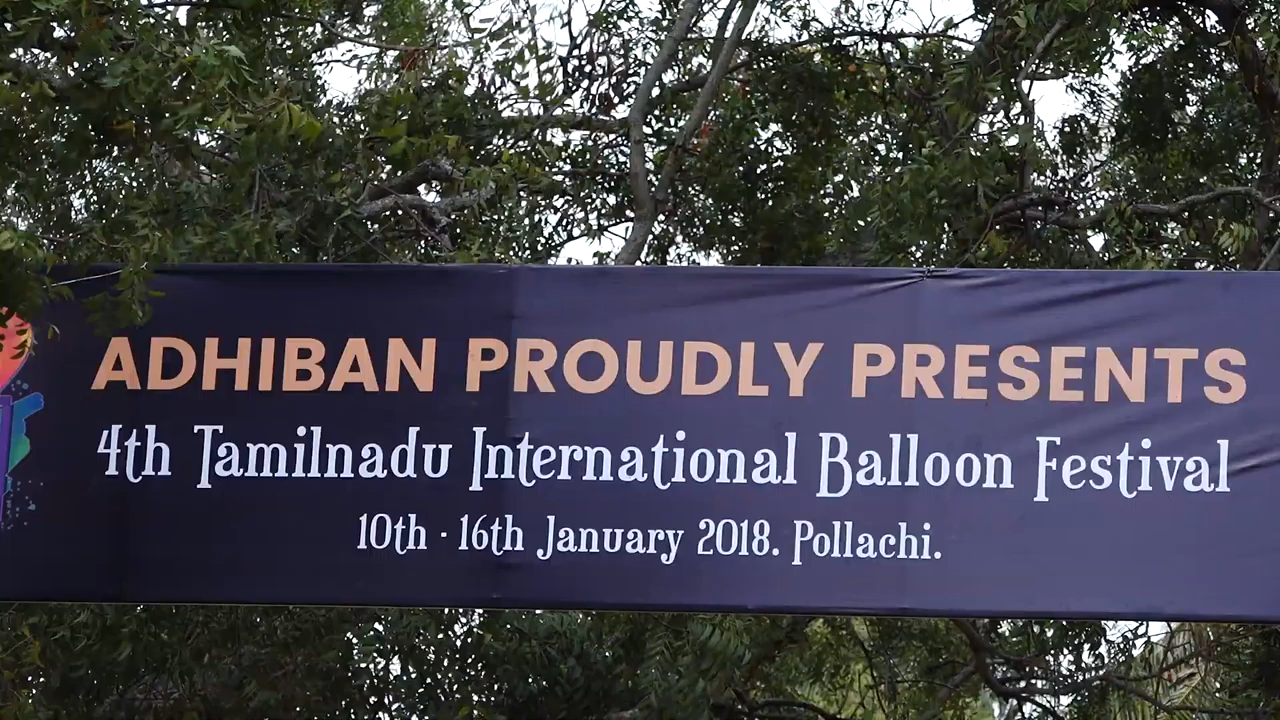 ADHIBAN PROUDLY PRESENTS
4th Tamilnadu International Balloon Festival
10th - 16th January 2018. Pollachi.